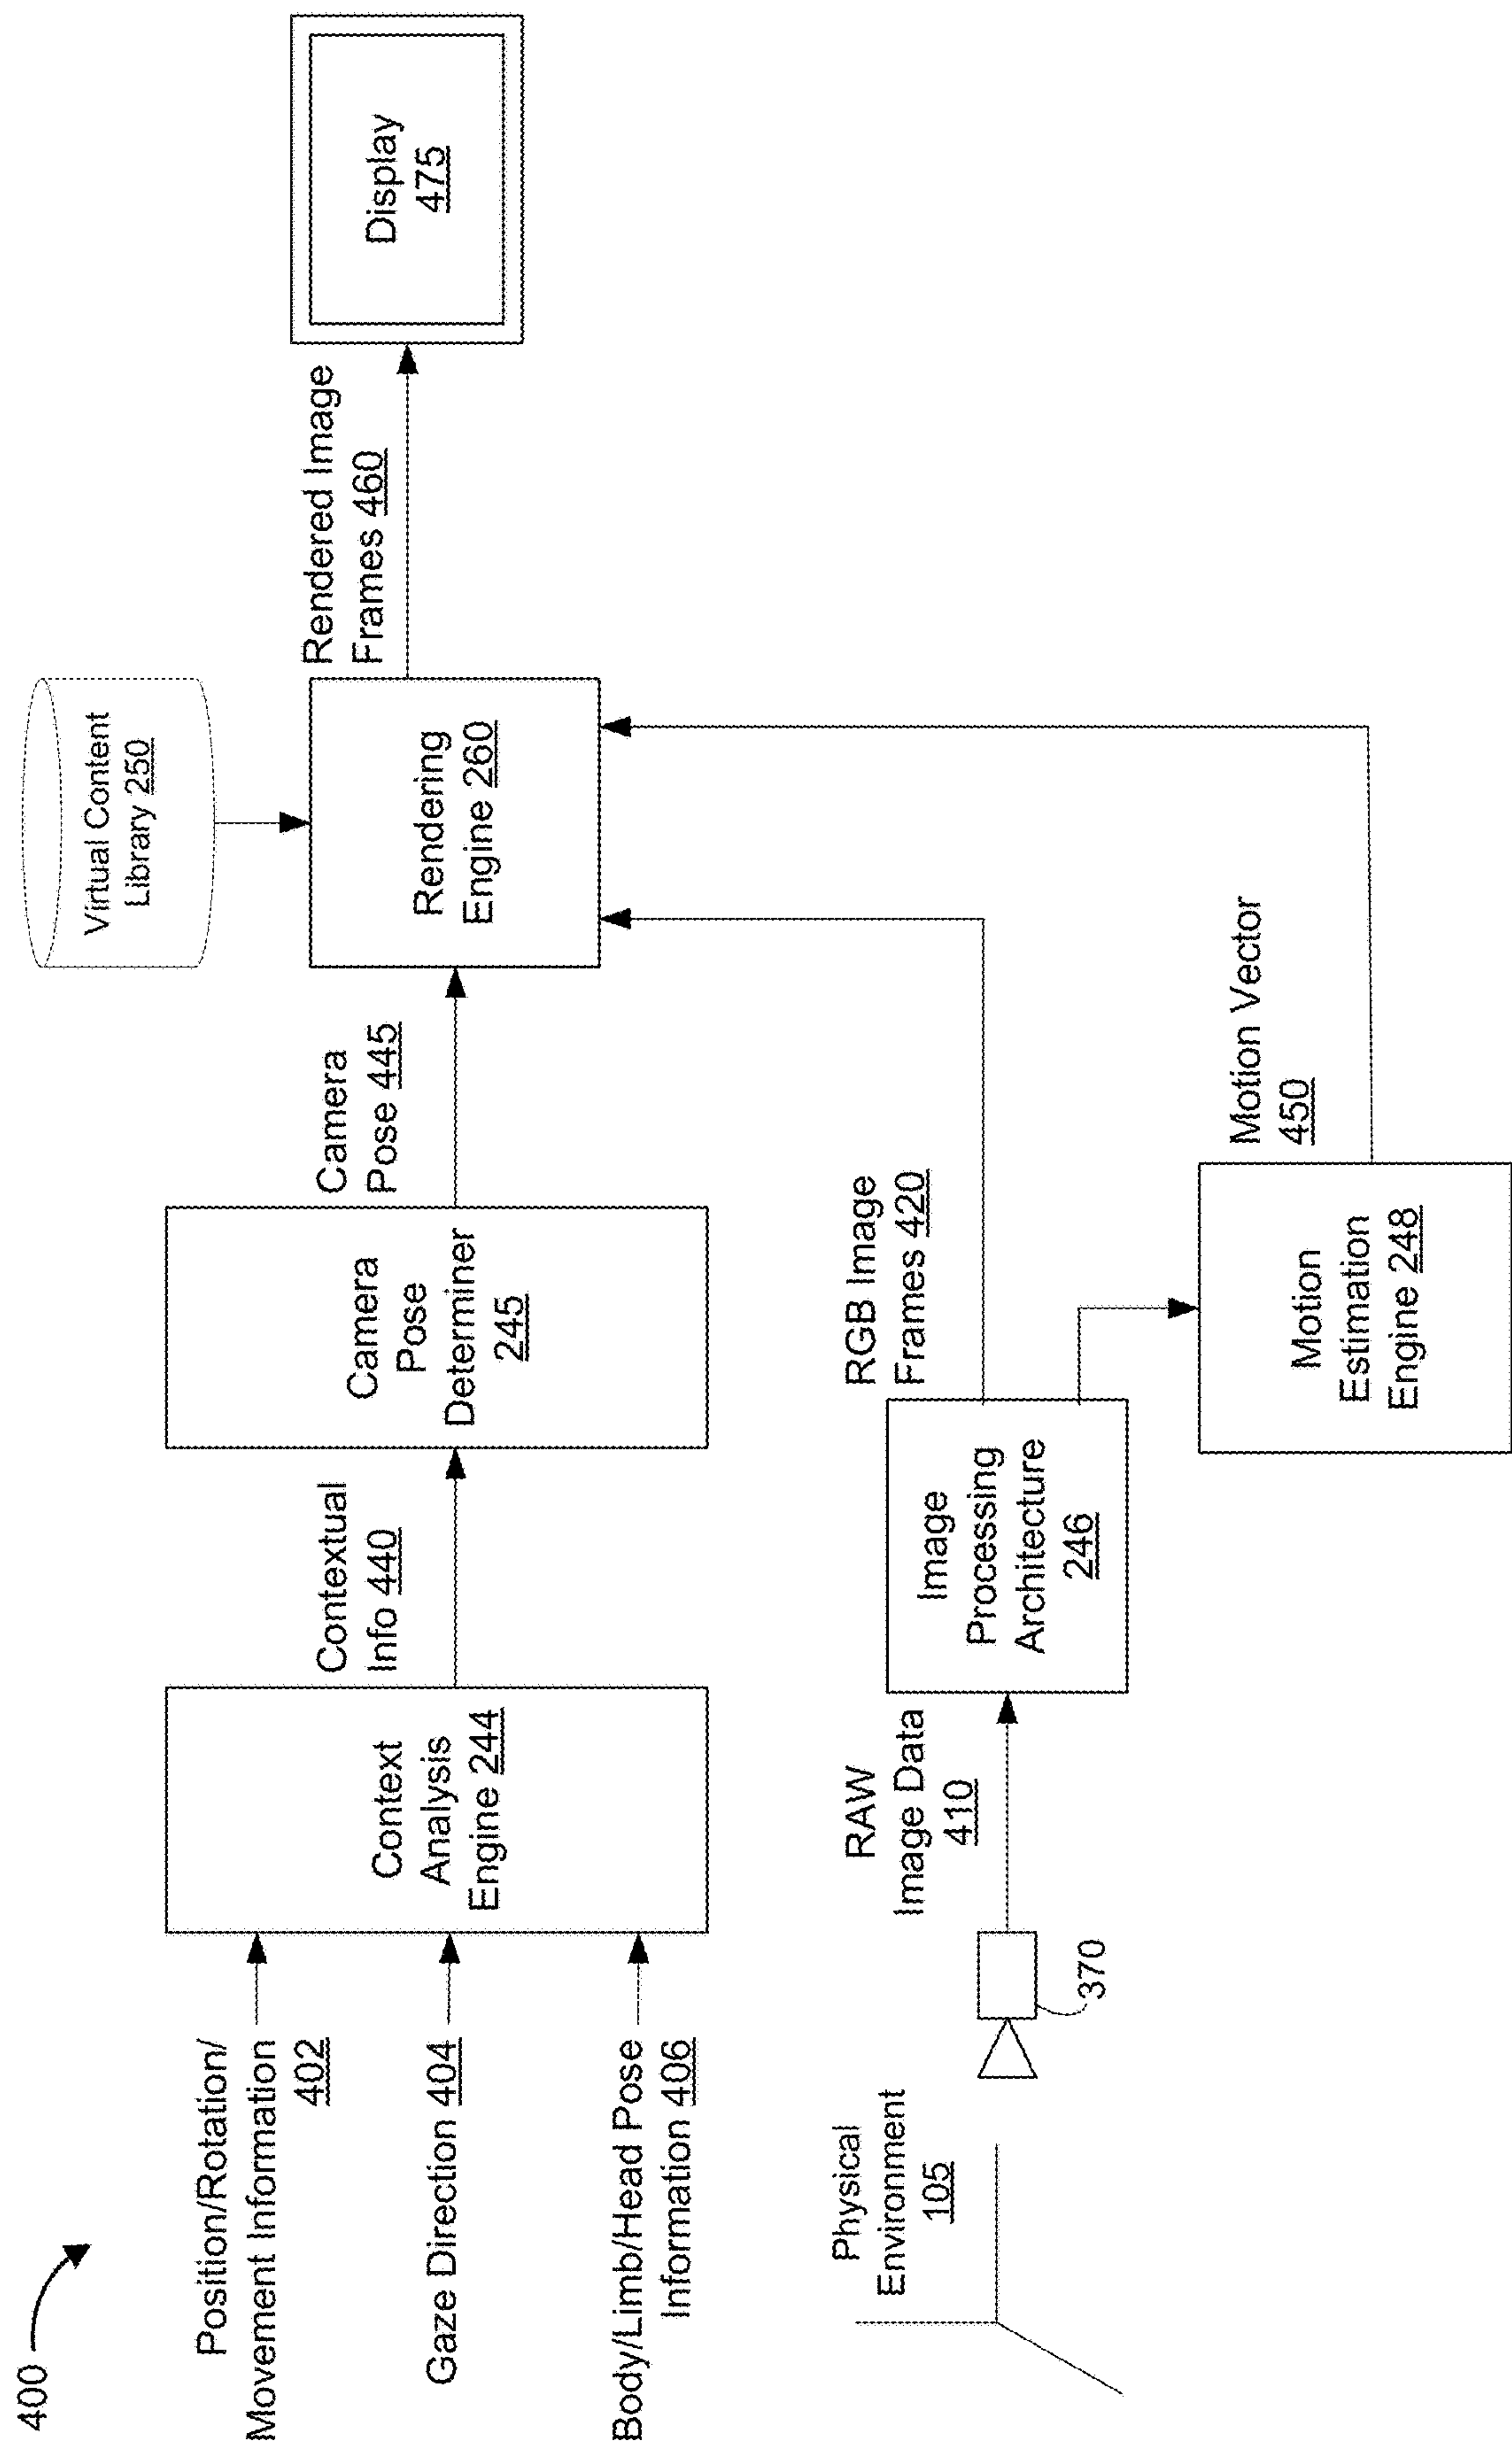 400
Position/Rotation/
Movement Information
402
Gaze Direction 404
Body/Limb/Head Pose
Information 406
Context
Analysis
Engine 244
Contextual
Info 440
Camera
Pose
Determiner
245
Camera
Pose 445
Virtual Content
Library 250
Rendering
Engine 260
Rendered Image
Frames 460
Display
475
Physical
Environment
105
370
RAW
Image Data
410
Image
Processing
Architecture
246
RGB Image
Frames 420
Motion
Estimation
Engine 248
Motion Vector
450